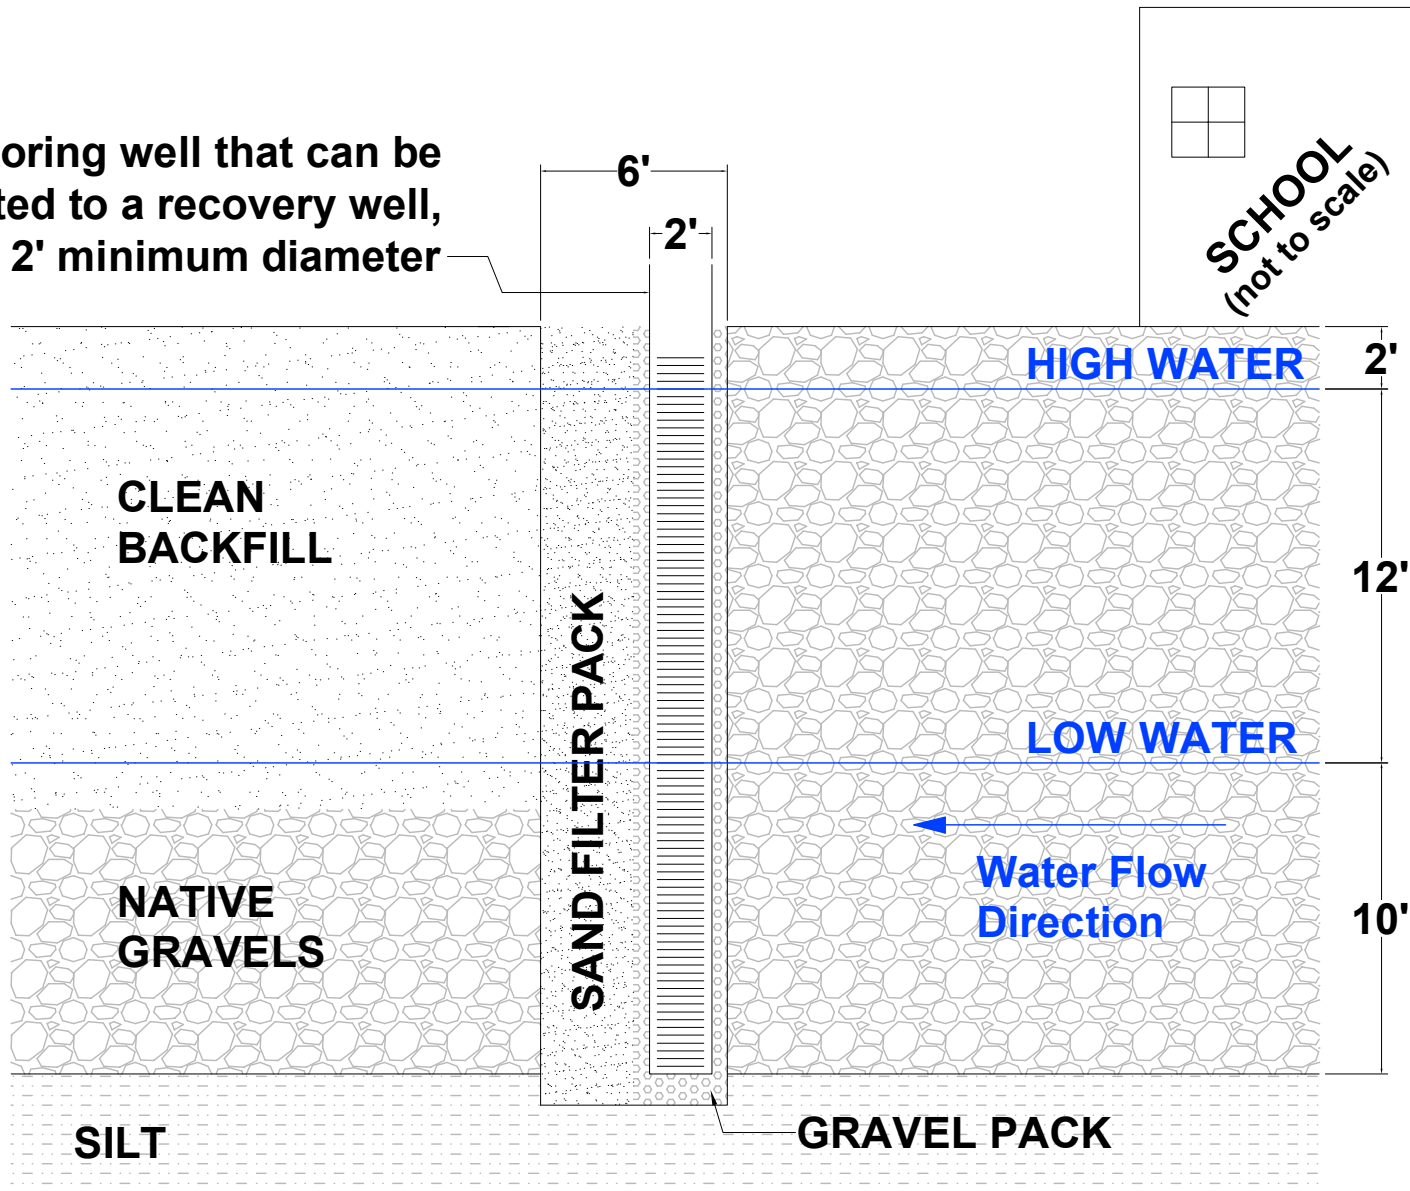 oring well that can be
ted to a recovery well,
2' minimum diameter
6'
2'
SCHOOL
(not to scale)
HIGH WATER
2'
CLEAN
BACKFILL
12'
SAND FILTER PACK
LOW WATER
Water Flow
Direction
NATIVE
GRAVELS
10'
GRAVEL PACK
SILT